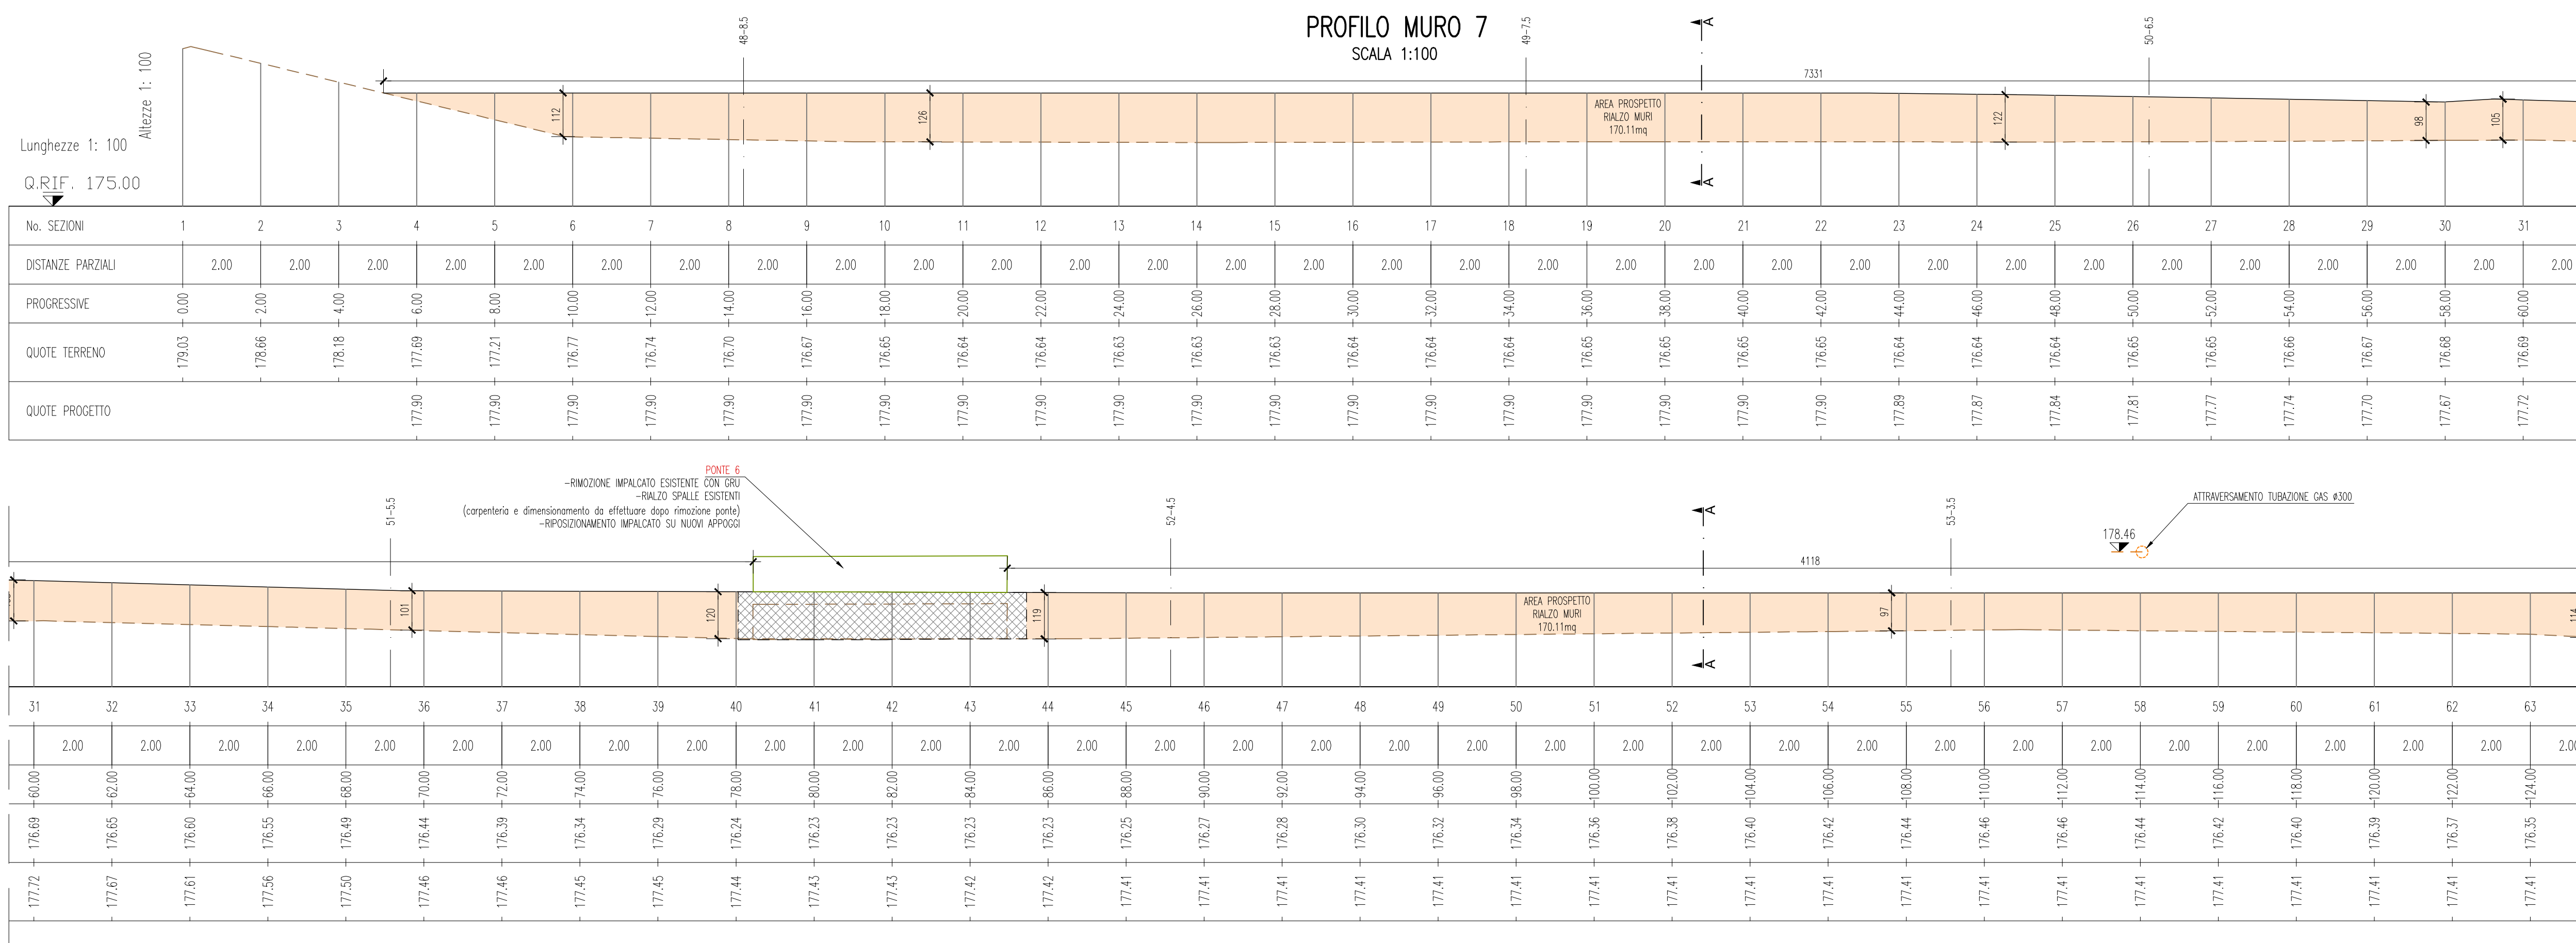 PROFILO MURO 7
SCALA 1:100
Altezze 1: 100
Lunghezze 1: 100
Q.RIF. 175.00
48-8.5
49-7.5
50-6.5
A
A
7331
112
126
122
98
105
AREA PROSPETTO
RIALZO MURI
170.11mq
No. SEZIONI 1 2 3 4 5 6 7 8 9 10 11 12 13 14 15 16 17 18 19 20 21 22 23 24 25 26 27 28 29 30 31
DISTANZE PARZIALI 2.00 2.00 2.00 2.00 2.00 2.00 2.00 2.00 2.00 2.00 2.00 2.00 2.00 2.00 2.00 2.00 2.00 2.00 2.00 2.00 2.00 2.00 2.00 2.00 2.00 2.00 2.00 2.00 2.00 2.00 2.00
PROGRESSIVE 0.00 2.00 4.00 6.00 8.00 10.00 12.00 14.00 16.00 18.00 20.00 22.00 24.00 26.00 28.00 30.00 32.00 34.00 36.00 38.00 40.00 42.00 44.00 46.00 48.00 50.00 52.00 54.00 56.00 58.00 60.00
QUOTE TERRENO 179.03 178.66 178.18 177.69 177.21 176.77 176.74 176.70 176.67 176.65 176.64 176.64 176.63 176.63 176.63 176.64 176.64 176.64 176.65 176.65 176.65 176.65 176.64 176.64 176.64 176.65 176.65 176.66 176.67 176.68 176.69
QUOTE PROGETTO 177.90 177.90 177.90 177.90 177.90 177.90 177.90 177.90 177.90 177.90 177.90 177.90 177.90 177.90 177.90 177.90 177.90 177.90 177.90 177.89 177.87 177.84 177.81 177.77 177.74 177.70 177.67 177.72
PONTE 6
-RIMOZIONE IMPALCATO ESISTENTE CON GRU
-RIALZO SPALLE ESISTENTI
(carpenteria e dimensionamento da effettuare dopo rimozione ponte)
-RIPOSIZIONAMENTO IMPALCATO SU NUOVI APPOGGI
51-5.5
52-4.5
53-3.5
A
A
ATTRAVERSAMENTO TUBAZIONE GAS ø300
178.46
4118
101
120
119
97
114
AREA PROSPETTO
RIALZO MURI
170.11mq
31 32 33 34 35 36 37 38 39 40 41 42 43 44 45 46 47 48 49 50 51 52 53 54 55 56 57 58 59 60 61 62 63
2.00 2.00 2.00 2.00 2.00 2.00 2.00 2.00 2.00 2.00 2.00 2.00 2.00 2.00 2.00 2.00 2.00 2.00 2.00 2.00 2.00 2.00 2.00 2.00 2.00 2.00 2.00 2.00 2.00 2.00 2.00 2.00 2.00
60.00 62.00 64.00 66.00 68.00 70.00 72.00 74.00 76.00 78.00 80.00 82.00 84.00 86.00 88.00 90.00 92.00 94.00 96.00 98.00 100.00 102.00 104.00 106.00 108.00 110.00 112.00 114.00 116.00 118.00 120.00 122.00 124.00
176.69 176.65 176.60 176.55 176.49 176.44 176.39 176.34 176.29 176.24 176.23 176.23 176.23 176.23 176.25 176.27 176.28 176.30 176.32 176.34 176.36 176.38 176.40 176.42 176.44 176.46 176.46 176.44 176.42 176.40 176.39 176.37 176.35
177.72 177.67 177.61 177.56 177.50 177.46 177.46 177.45 177.45 177.44 177.43 177.43 177.42 177.42 177.41 177.41 177.41 177.41 177.41 177.41 177.41 177.41 177.41 177.41 177.41 177.41 177.41 177.41 177.41 177.41 177.41 177.41 177.41